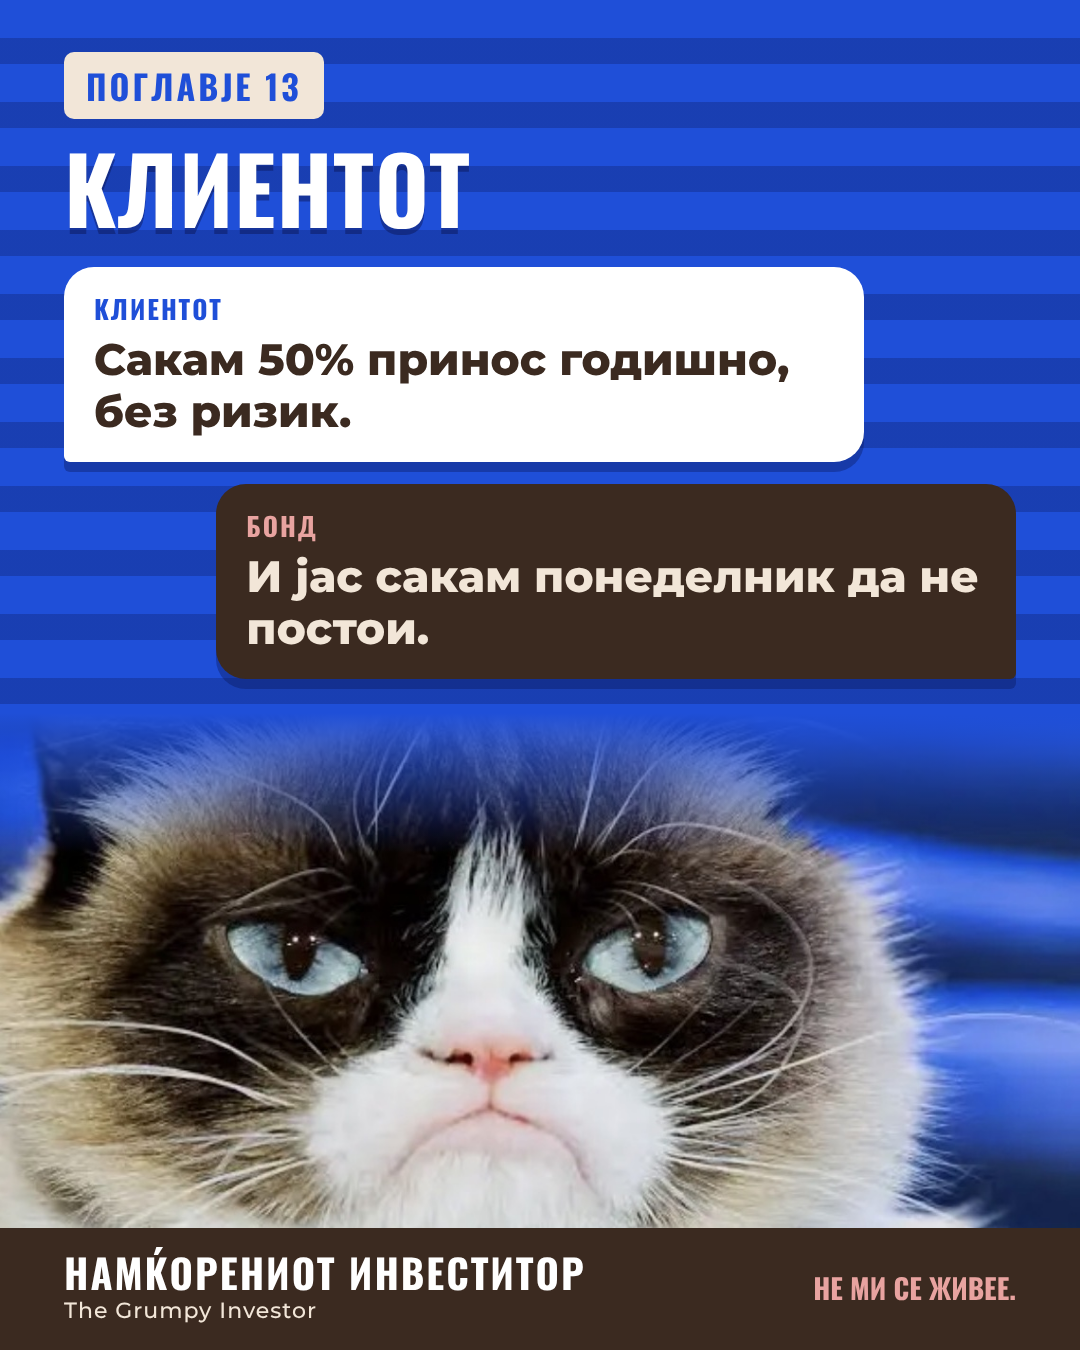 ПОГЛАВЈЕ 13
КЛИЕНТОТ
КЛИЕНТОТ
Сакам 50% принос годишно,
без ризик.
БОНД
И јас сакам понеделник да не
постои.
НАМЌОРЕНИОТ ИНВЕСТИТОР
The Grumpy Investor
НЕ МИ СЕ ЖИВЕЕ.